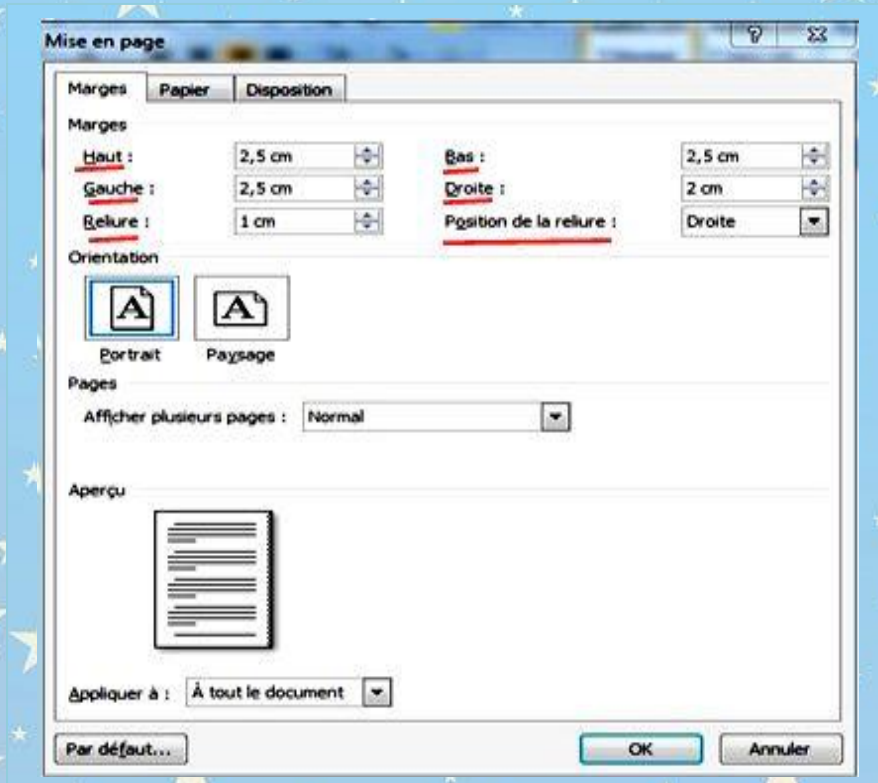 Mise en page
Marges Papier Disposition
Marges
Haut : 2,5 cm Bas : 2,5 cm
Gauche : 2,5 cm Droite : 2 cm
Reliure : 1 cm Position de la reliure : Droite
Orientation
A A
Portrait Paysage
Pages
Afficher plusieurs pages : Normal
Aperçu
Appliquer à : À tout le document
Par défaut... OK Annuler